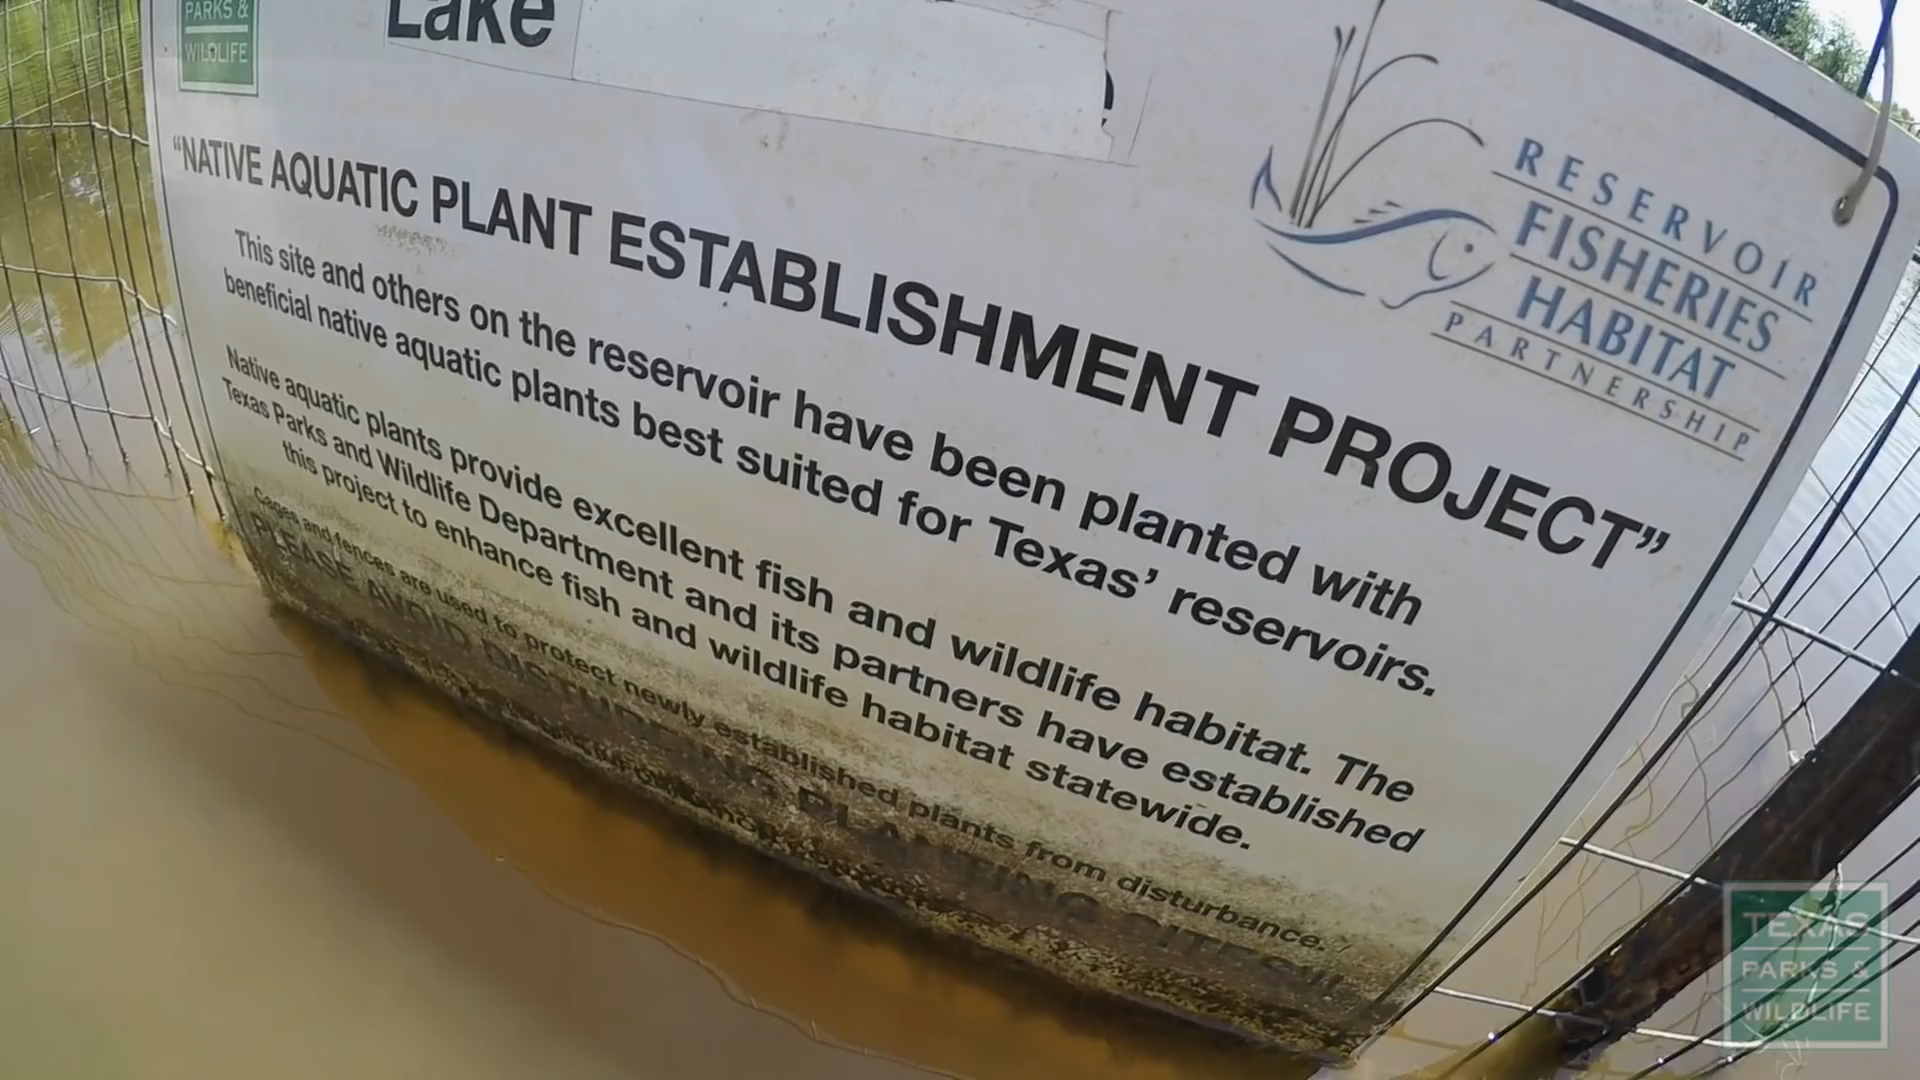 PARKS &
WILDLIFE
Lake
"NATIVE AQUATIC PLANT ESTABLISHMENT PROJECT"
RESERVOIR
FISHERIES
HABITAT
PARTNERSHIP
This site and others on the reservoir have been planted with
beneficial native aquatic plants best suited for Texas' reservoirs.
Native aquatic plants provide excellent fish and wildlife habitat. The
Texas Parks and Wildlife Department and its partners have established
this project to enhance fish and wildlife habitat statewide.
Cages and fences are used to protect newly established plants from disturbance.
PLEASE AVOID DISTURBING PLANTING SITES!!!
TEXAS
PARKS &
WILDLIFE